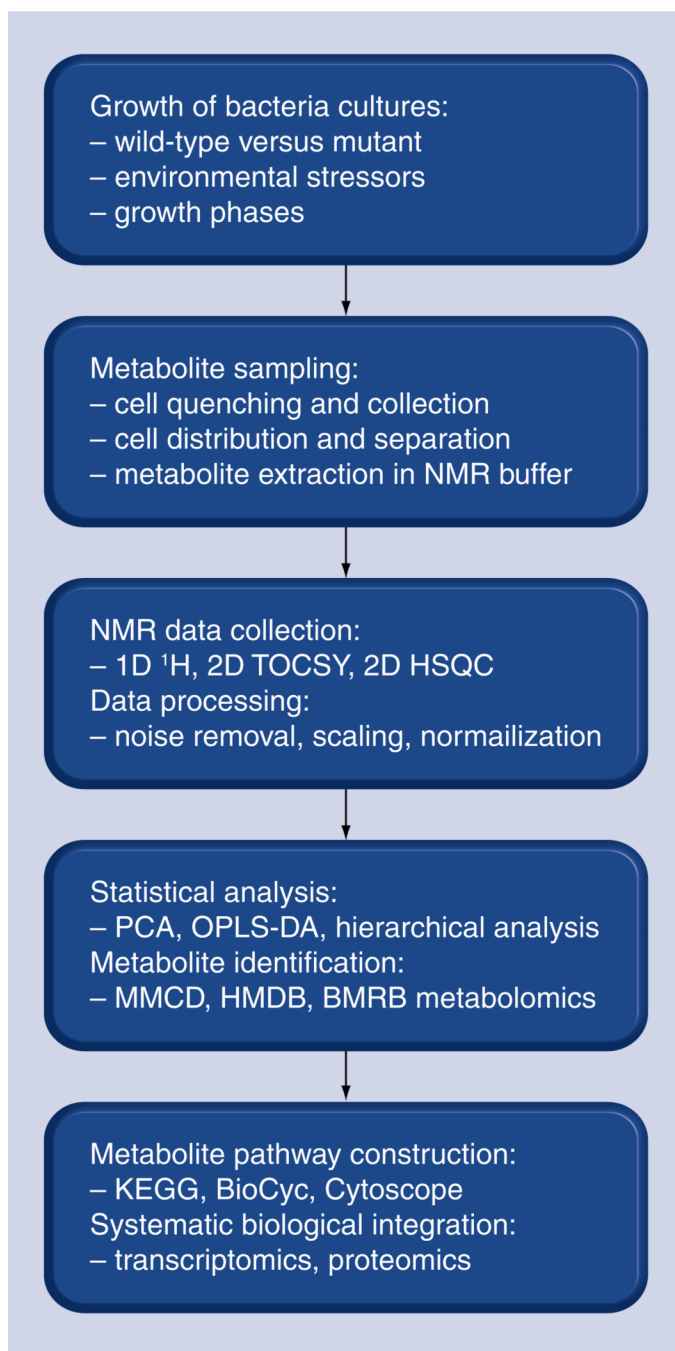 Growth of bacteria cultures:
– wild-type versus mutant
– environmental stressors
– growth phases
Metabolite sampling:
– cell quenching and collection
– cell distribution and separation
– metabolite extraction in NMR buffer
NMR data collection:
– 1D ¹H, 2D TOCSY, 2D HSQC
Data processing:
– noise removal, scaling, normailization
Statistical analysis:
– PCA, OPLS-DA, hierarchical analysis
Metabolite identification:
– MMCD, HMDB, BMRB metabolomics
Metabolite pathway construction:
– KEGG, BioCyc, Cytoscope
Systematic biological integration:
– transcriptomics, proteomics